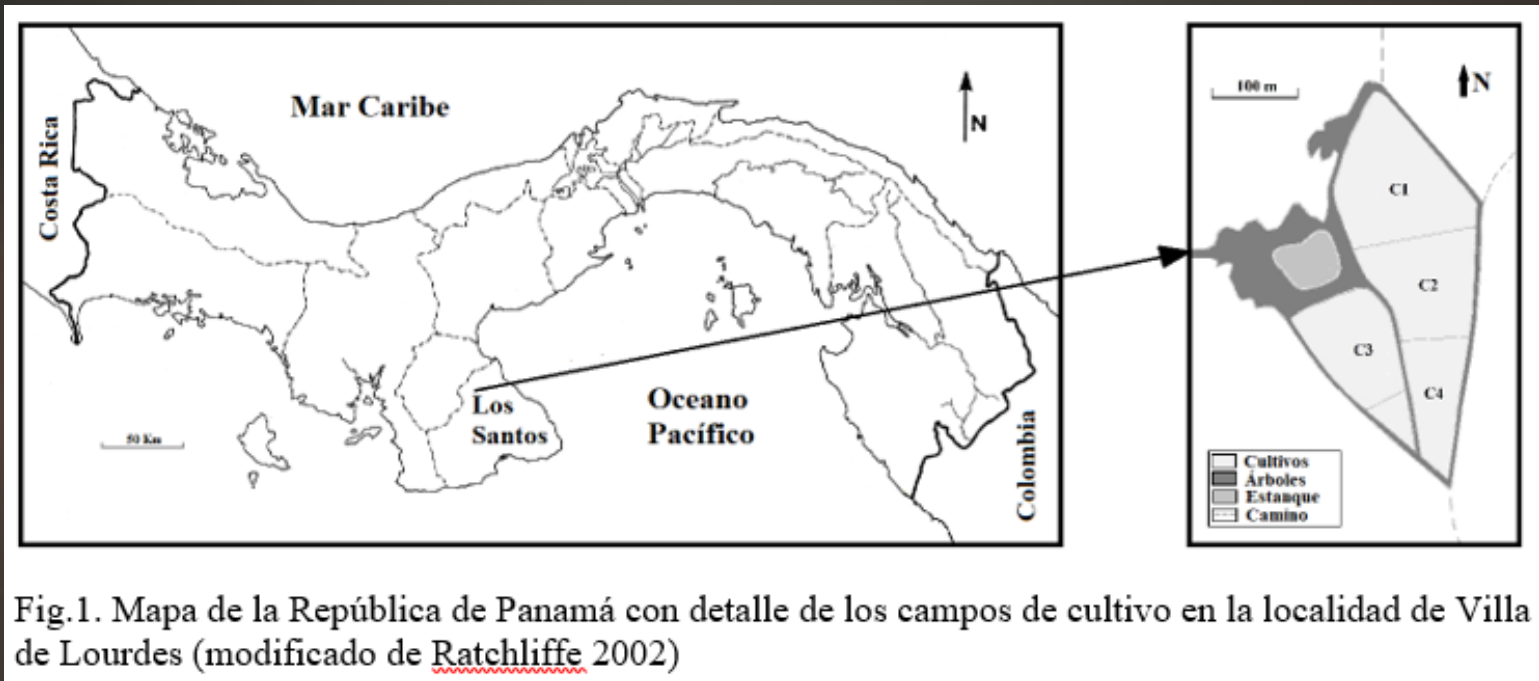 Mar Caribe
Costa Rica
N
Los
Santos
Oceano
Pacífico
50 Km
Colombia
100 m
N
C1
C2
C3
C4
Cultivos
Árboles
Estanque
Camino
Fig.1. Mapa de la República de Panamá con detalle de los campos de cultivo en la localidad de Villa
de Lourdes (modificado de Ratchliffe 2002)